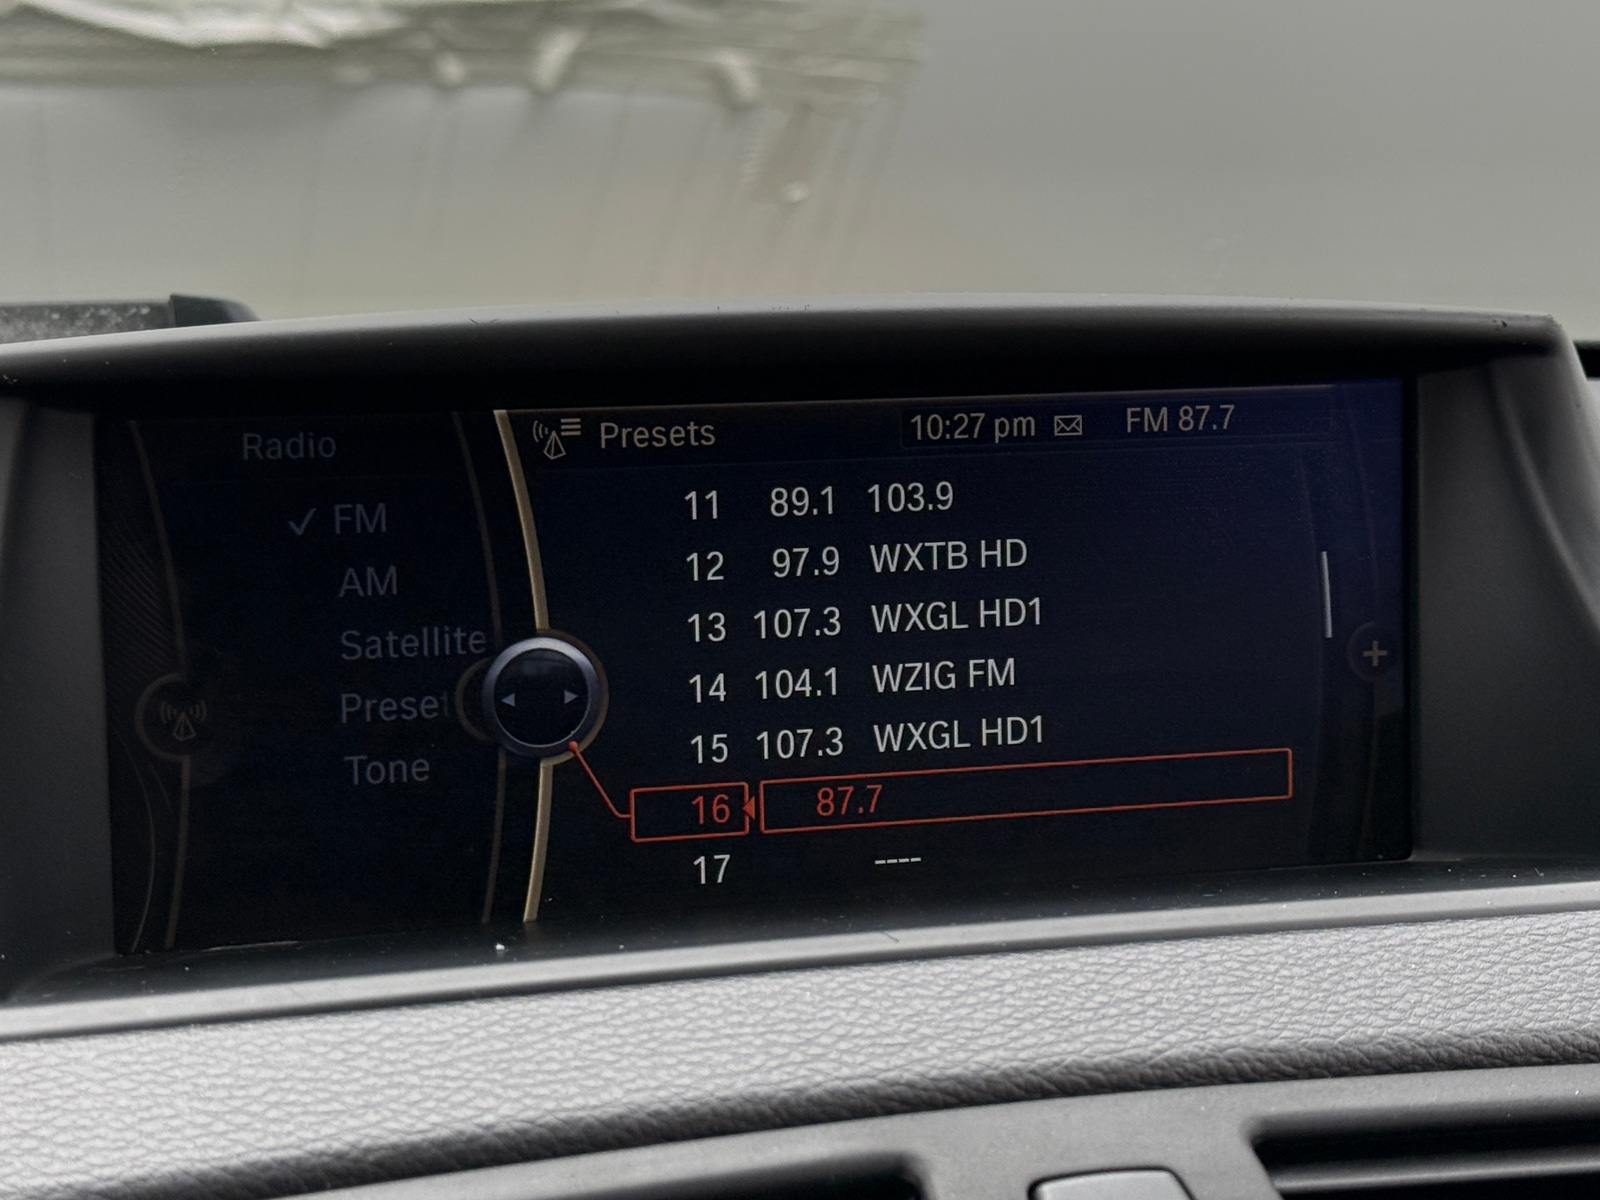 Radio
✓ FM
AM
Satellite
Preset
Tone
Presets 10:27 pm FM 87.7
11 89.1 103.9
12 97.9 WXTB HD
13 107.3 WXGL HD1
14 104.1 WZIG FM
15 107.3 WXGL HD1
16 87.7
17 ----
+